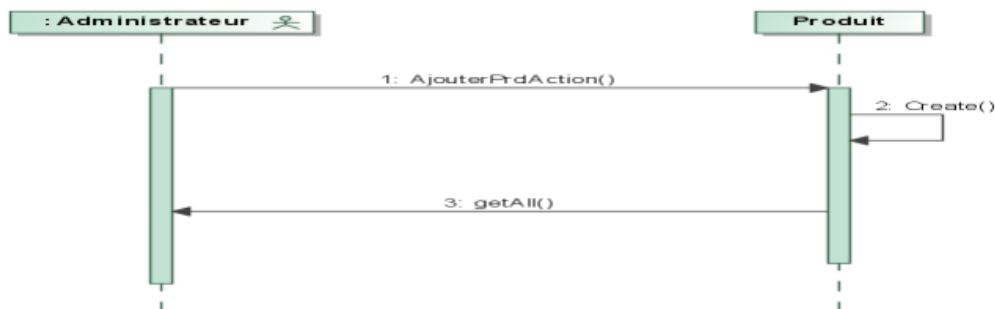 : Administrateur
Produit
1: AjouterPrdAction()
2: Create()
3: getAll()